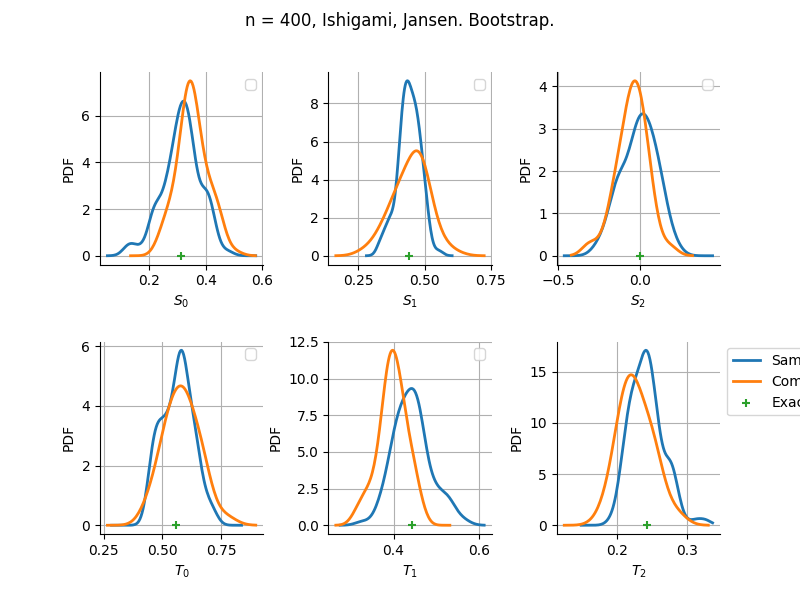 n = 400, Ishigami, Jansen. Bootstrap.
PDF
6
4
2
0
0.2
0.4
0.6
S0
PDF
8
6
4
2
0
0.25
0.50
0.75
S1
PDF
4
3
2
1
0
−0.5
0.0
S2
PDF
6
4
2
0
0.25
0.50
0.75
T0
PDF
12.5
10.0
7.5
5.0
2.5
0.0
0.4
0.6
T1
PDF
15
10
5
0
0.2
0.3
T2
Sam
Com
Exac